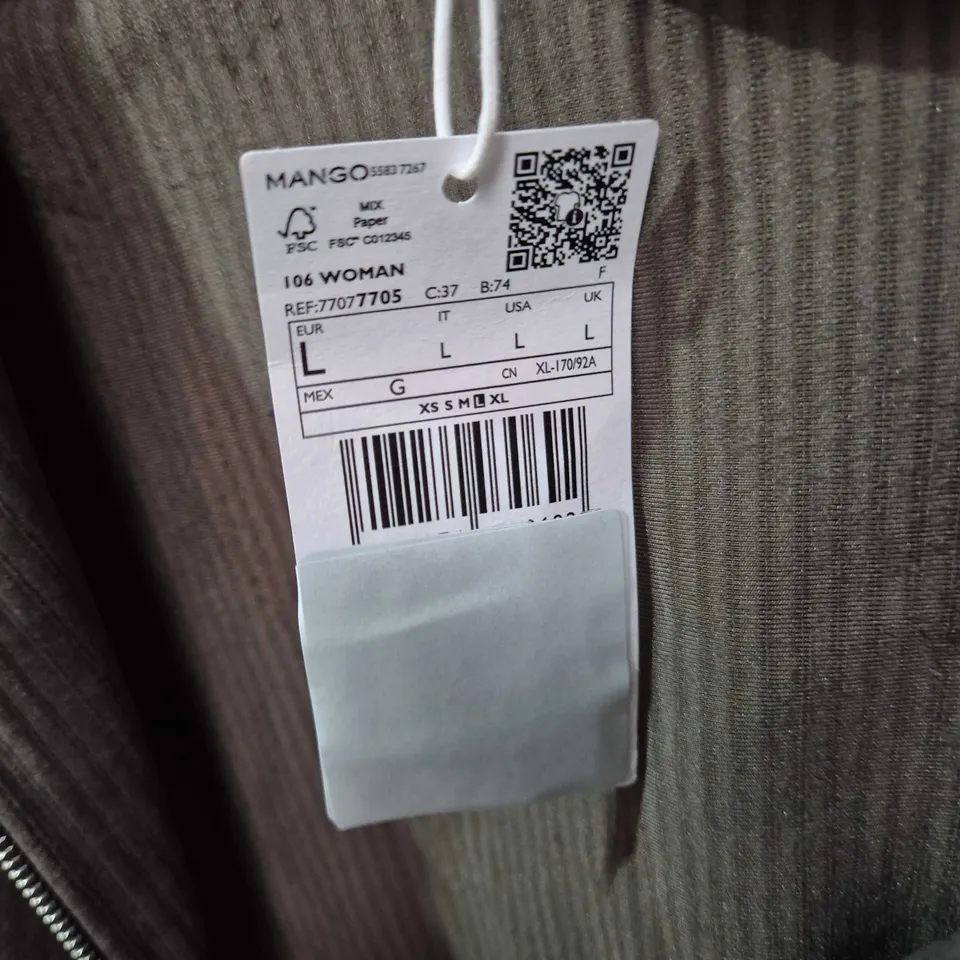 MANGO 5583 7267
MIX
Paper
FSC FSC™ C012345
106 WOMAN
F
REF:77077705 C:37 B:74
EUR IT USA UK
L L L L
MEX G CN XL-170/92A
XS S M L XL